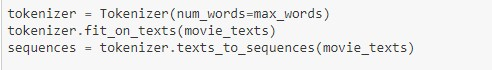 tokenizer = Tokenizer(num_words=max_words)
tokenizer.fit_on_texts(movie_texts)
sequences = tokenizer.texts_to_sequences(movie_texts)